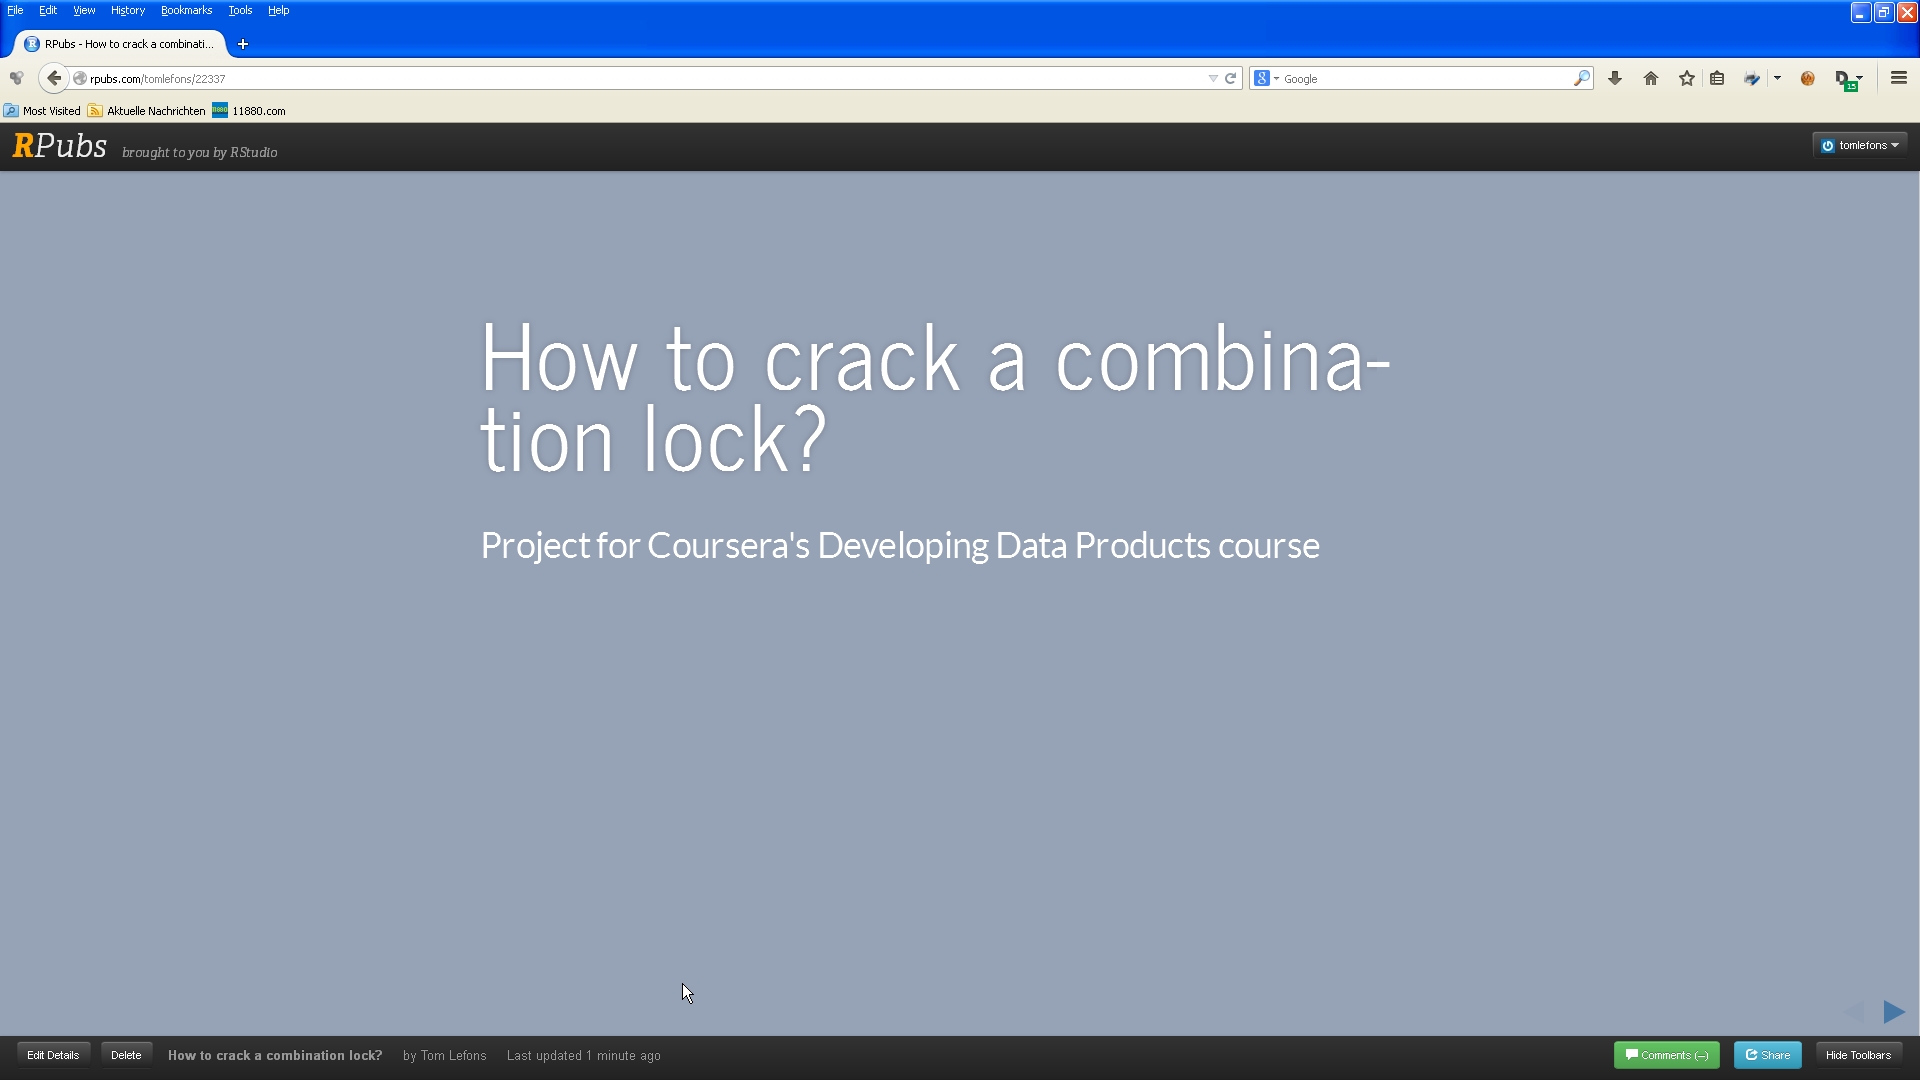 File Edit View History Bookmarks Tools Help
RPubs - How to crack a combinati...
rpubs.com/tomlefons/22337
Google
15
Most Visited Aktuelle Nachrichten 11880.com
RPubs brought to you by RStudio
tomlefons
How to crack a combina-
tion lock?
Project for Coursera's Developing Data Products course
Edit Details Delete How to crack a combination lock? by Tom Lefons Last updated 1 minute ago Comments (–) Share Hide Toolbars